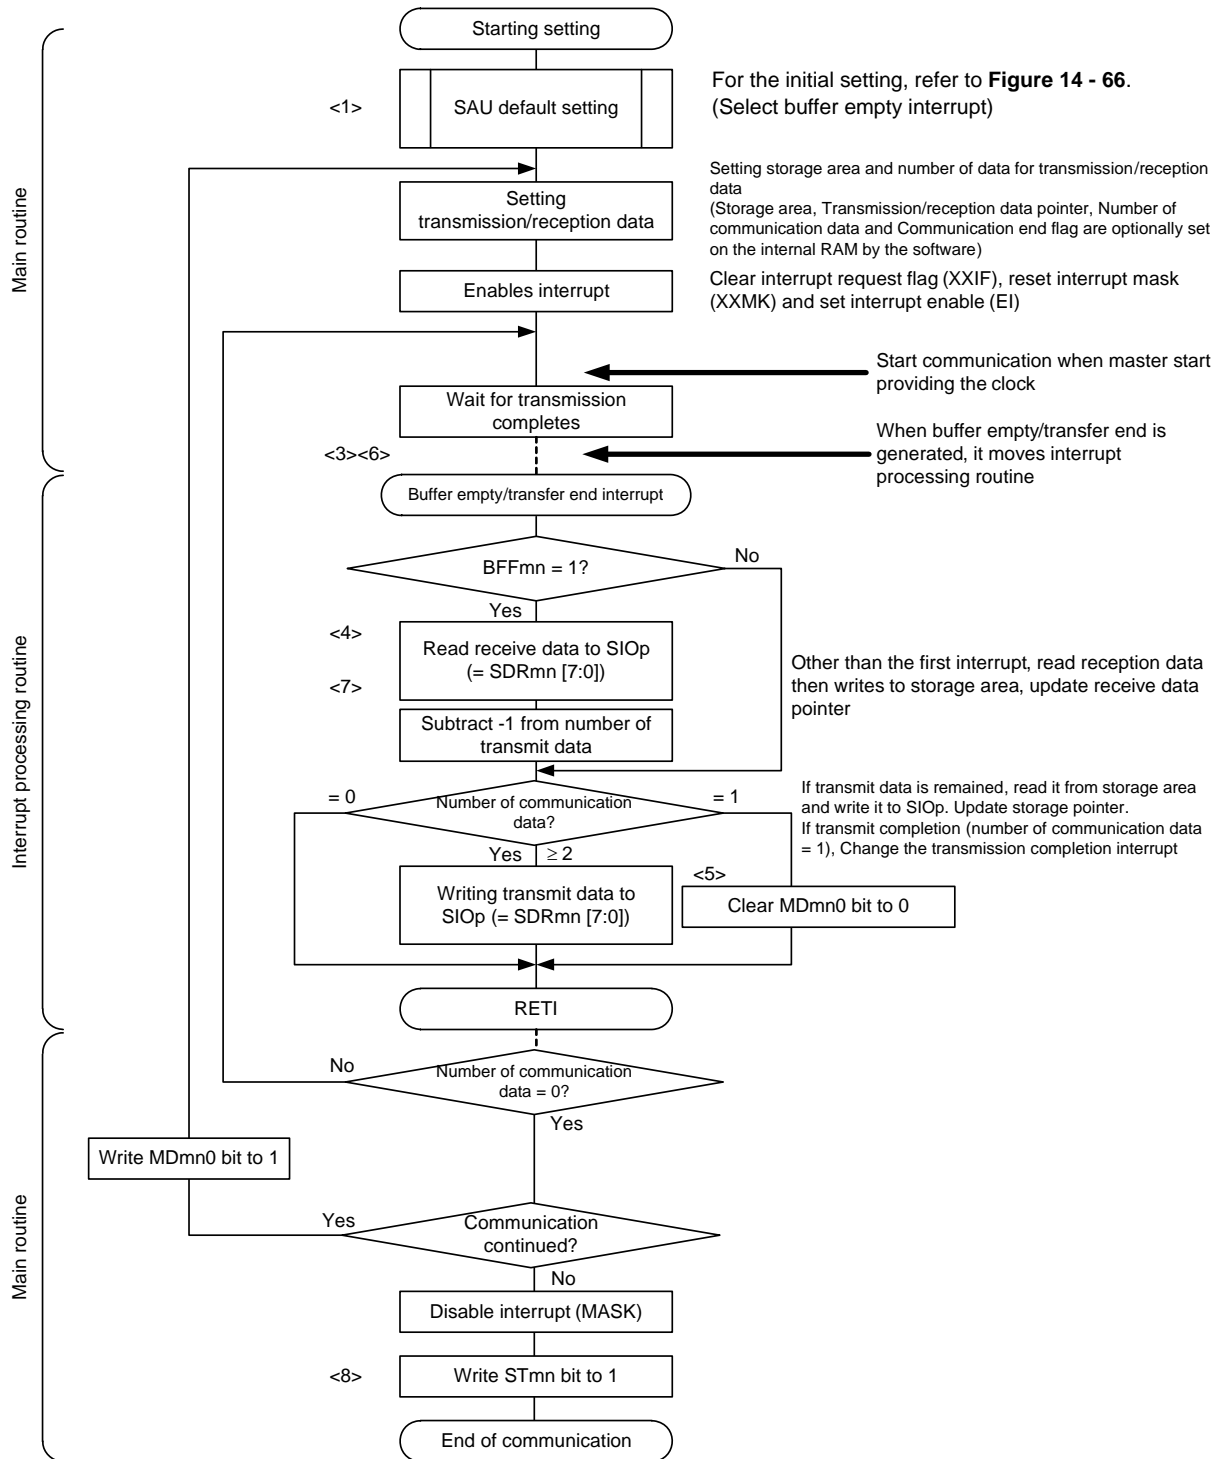 Starting setting
<1>
SAU default setting
For the initial setting, refer to Figure 14 - 66.
(Select buffer empty interrupt)
Main routine
Setting
transmission/reception data
Setting storage area and number of data for transmission/reception
data
(Storage area, Transmission/reception data pointer, Number of
communication data and Communication end flag are optionally set
on the internal RAM by the software)
Enables interrupt
Clear interrupt request flag (XXIF), reset interrupt mask
(XXMK) and set interrupt enable (EI)
Start communication when master start
providing the clock
Wait for transmission
completes
<3><6>
When buffer empty/transfer end is
generated, it moves interrupt
processing routine
Buffer empty/transfer end interrupt
Interrupt processing routine
BFFmn = 1?
No
Yes
<4>
Read receive data to SIOp
(= SDRmn [7:0])
<7>
Other than the first interrupt, read reception data
then writes to storage area, update receive data
pointer
Subtract -1 from number of
transmit data
= 0
Number of communication
data?
= 1
If transmit data is remained, read it from storage area
and write it to SIOp. Update storage pointer.
If transmit completion (number of communication data
= 1), Change the transmission completion interrupt
Yes ≥ 2
Writing transmit data to
SIOp (= SDRmn [7:0])
<5>
Clear MDmn0 bit to 0
RETI
No
Number of communication
data = 0?
Yes
Write MDmn0 bit to 1
Main routine
Yes
Communication
continued?
No
Disable interrupt (MASK)
<8>
Write STmn bit to 1
End of communication